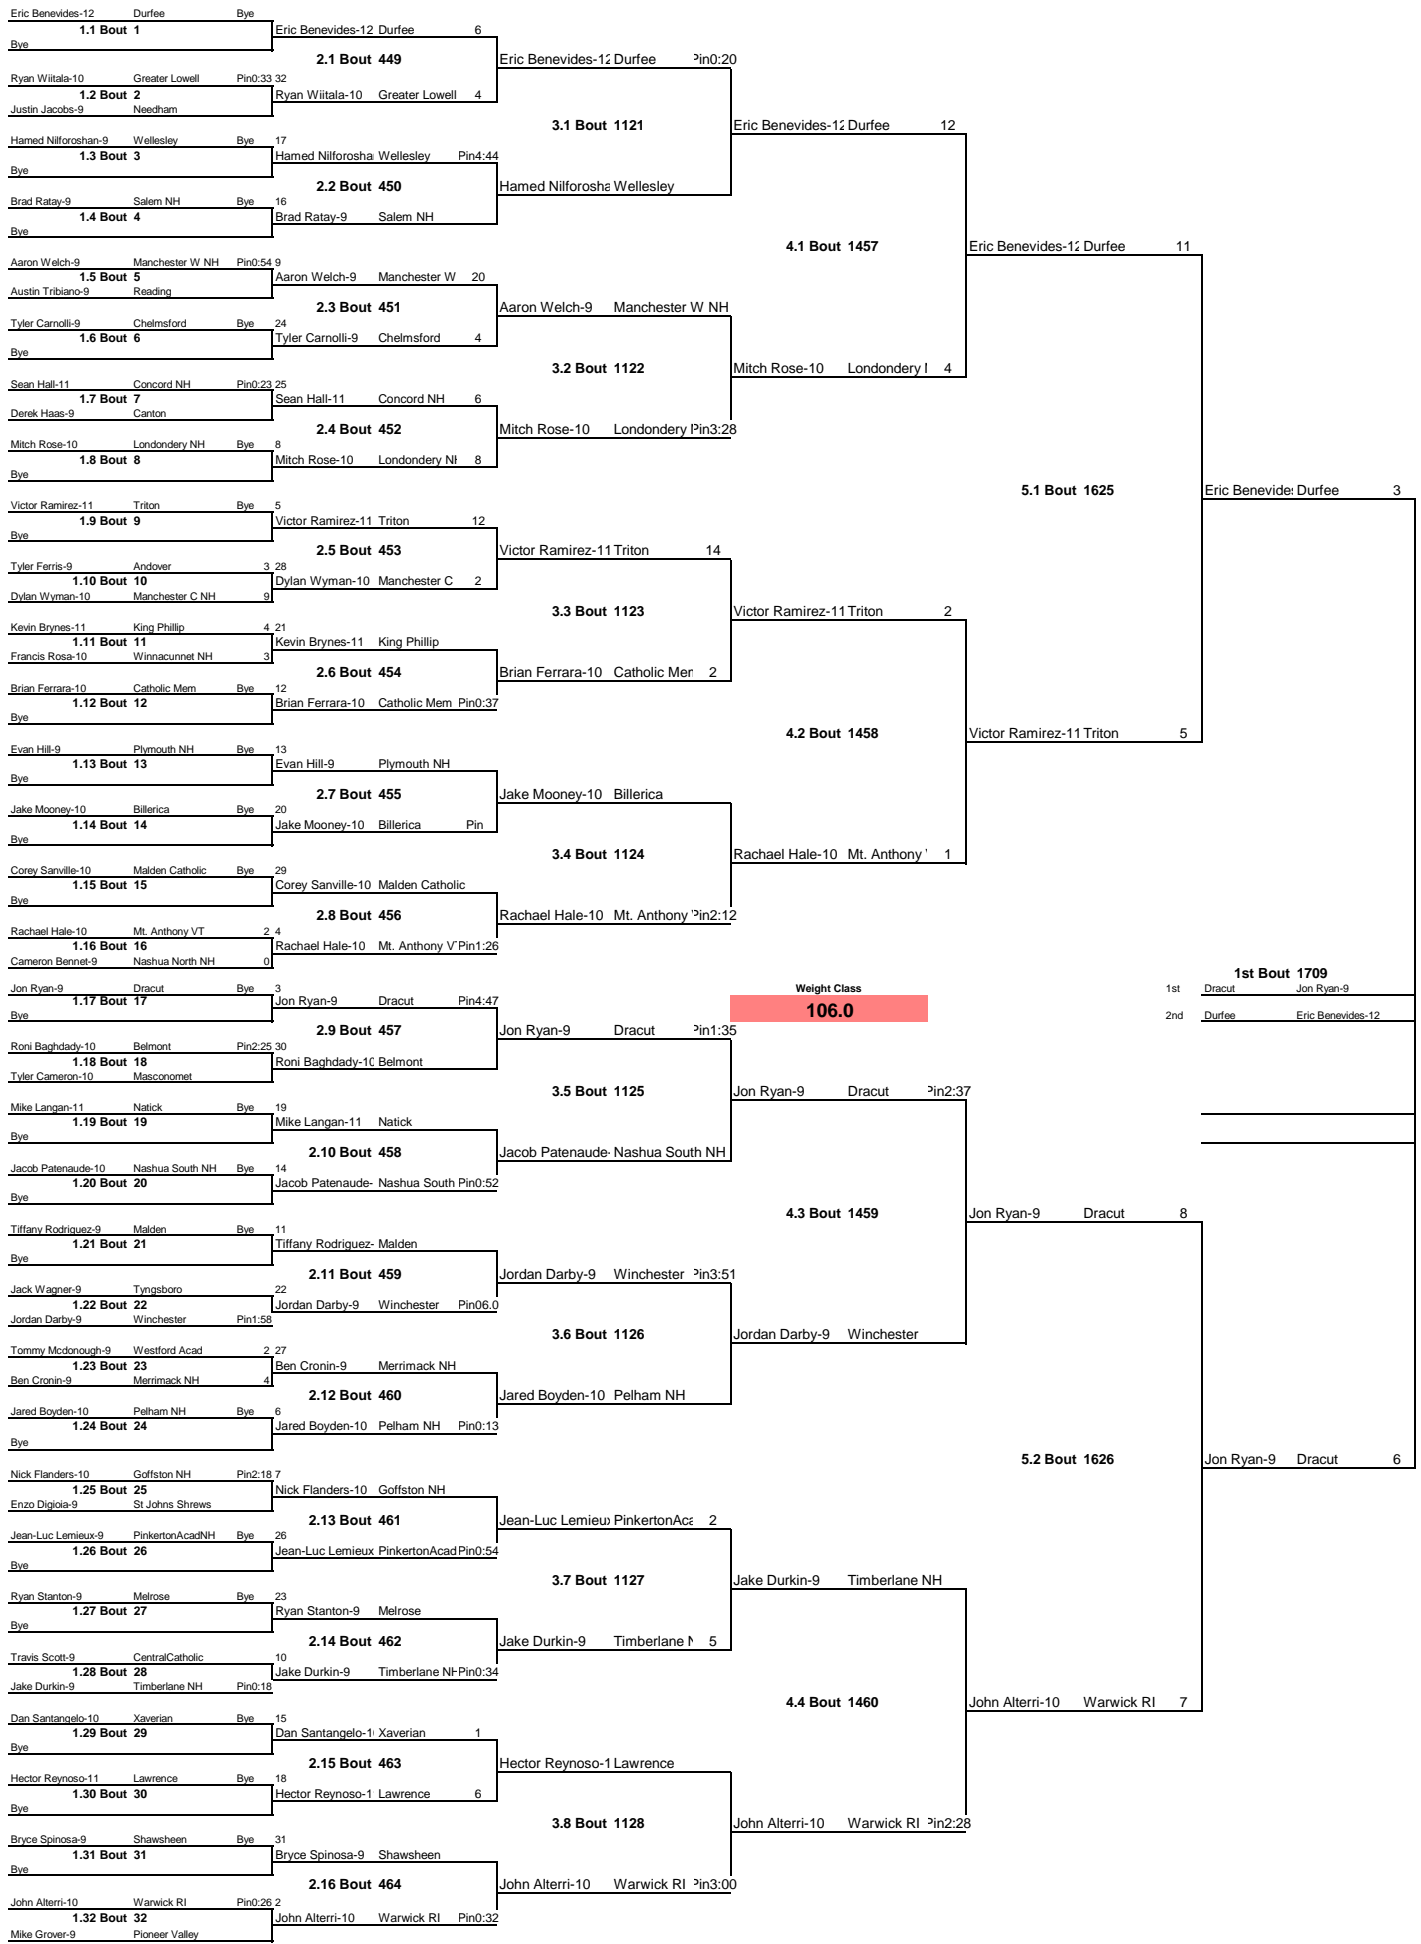 Eric Benevides-12 Durfee Bye
1.1 Bout 1
Bye
Ryan Wiitala-10 Greater Lowell Pin0:33 32
1.2 Bout 2
Justin Jacobs-9 Needham
Hamed Nilforoshan-9 Wellesley Bye 17
1.3 Bout 3
Bye
Brad Ratay-9 Salem NH Bye 16
1.4 Bout 4
Bye
Aaron Welch-9 Manchester W NH Pin0:54 9
1.5 Bout 5
Austin Tribiano-9 Reading
Tyler Carnolli-9 Chelmsford Bye 24
1.6 Bout 6
Bye
Sean Hall-11 Concord NH Pin0:23 25
1.7 Bout 7
Derek Haas-9 Canton
Mitch Rose-10 Londondery NH Bye 8
1.8 Bout 8
Bye
Victor Ramirez-11 Triton Bye 5
1.9 Bout 9
Bye
Tyler Ferris-9 Andover 3 28
1.10 Bout 10
Dylan Wyman-10 Manchester C NH 9
Kevin Brynes-11 King Phillip 4 21
1.11 Bout 11
Francis Rosa-10 Winnacunnet NH 3
Brian Ferrara-10 Catholic Mem Bye 12
1.12 Bout 12
Bye
Evan Hill-9 Plymouth NH Bye 13
1.13 Bout 13
Bye
Jake Mooney-10 Billerica Bye 20
1.14 Bout 14
Bye
Corey Sanville-10 Malden Catholic Bye 29
1.15 Bout 15
Bye
Rachael Hale-10 Mt. Anthony VT 2 4
1.16 Bout 16
Cameron Bennet-9 Nashua North NH 0
Jon Ryan-9 Dracut Bye 3
1.17 Bout 17
Bye
Roni Baghdady-10 Belmont Pin2:25 30
1.18 Bout 18
Tyler Cameron-10 Masconomet
Mike Langan-11 Natick Bye 19
1.19 Bout 19
Bye
Jacob Patenaude-10 Nashua South NH Bye 14
1.20 Bout 20
Bye
Tiffany Rodriguez-9 Malden Bye 11
1.21 Bout 21
Bye
Jack Wagner-9 Tyngsboro 22
1.22 Bout 22
Jordan Darby-9 Winchester Pin1:58
Tommy Mcdonough-9 Westford Acad 2 27
1.23 Bout 23
Ben Cronin-9 Merrimack NH 4
Jared Boyden-10 Pelham NH Bye 6
1.24 Bout 24
Bye
Nick Flanders-10 Goffston NH Pin2:18 7
1.25 Bout 25
Enzo Digioia-9 St Johns Shrews
Jean-Luc Lemieux-9 PinkertonAcadNH Bye 26
1.26 Bout 26
Bye
Ryan Stanton-9 Melrose Bye 23
1.27 Bout 27
Bye
Travis Scott-9 CentralCatholic 10
1.28 Bout 28
Jake Durkin-9 Timberlane NH Pin0:18
Dan Santangelo-10 Xaverian Bye 15
1.29 Bout 29
Bye
Hector Reynoso-11 Lawrence Bye 18
1.30 Bout 30
Bye
Bryce Spinosa-9 Shawsheen Bye 31
1.31 Bout 31
Bye
John Alterri-10 Warwick RI Pin0:26 2
1.32 Bout 32
Mike Grover-9 Pioneer Valley
Eric Benevides-12 Durfee 6
2.1 Bout 449
Ryan Wiitala-10 Greater Lowell 4
Hamed Nilforosha Wellesley Pin4:44
2.2 Bout 450
Brad Ratay-9 Salem NH
Aaron Welch-9 Manchester W 20
2.3 Bout 451
Tyler Carnolli-9 Chelmsford 4
Sean Hall-11 Concord NH 6
2.4 Bout 452
Mitch Rose-10 Londondery NH 8
Victor Ramirez-11 Triton 12
2.5 Bout 453
Dylan Wyman-10 Manchester C 2
Kevin Brynes-11 King Phillip
2.6 Bout 454
Brian Ferrara-10 Catholic Mem Pin0:37
Evan Hill-9 Plymouth NH
2.7 Bout 455
Jake Mooney-10 Billerica Pin
Corey Sanville-10 Malden Catholic
2.8 Bout 456
Rachael Hale-10 Mt. Anthony V Pin1:26
Jon Ryan-9 Dracut Pin4:47
2.9 Bout 457
Roni Baghdady-10 Belmont
Mike Langan-11 Natick
2.10 Bout 458
Jacob Patenaude- Nashua South Pin0:52
Tiffany Rodriguez- Malden
2.11 Bout 459
Jordan Darby-9 Winchester Pin06.0
Ben Cronin-9 Merrimack NH
2.12 Bout 460
Jared Boyden-10 Pelham NH Pin0:13
Nick Flanders-10 Goffston NH
2.13 Bout 461
Jean-Luc Lemieux PinkertonAcad Pin0:54
Ryan Stanton-9 Melrose
2.14 Bout 462
Jake Durkin-9 Timberlane NH Pin0:34
Dan Santangelo-1 Xaverian 1
2.15 Bout 463
Hector Reynoso-1 Lawrence 6
Bryce Spinosa-9 Shawsheen
2.16 Bout 464
John Alterri-10 Warwick RI Pin0:32
Eric Benevides-12 Durfee Pin0:20
3.1 Bout 1121
Hamed Nilforosha Wellesley
Aaron Welch-9 Manchester W NH
3.2 Bout 1122
Mitch Rose-10 Londondery Pin3:28
Victor Ramirez-11 Triton 14
3.3 Bout 1123
Brian Ferrara-10 Catholic Mem 2
Jake Mooney-10 Billerica
3.4 Bout 1124
Rachael Hale-10 Mt. Anthony Pin2:12
Jon Ryan-9 Dracut Pin1:35
3.5 Bout 1125
Jacob Patenaude- Nashua South NH
Jordan Darby-9 Winchester Pin3:51
3.6 Bout 1126
Jared Boyden-10 Pelham NH
Jean-Luc Lemieux PinkertonAca 2
3.7 Bout 1127
Jake Durkin-9 Timberlane N 5
Hector Reynoso-1 Lawrence
3.8 Bout 1128
John Alterri-10 Warwick RI Pin3:00
Eric Benevides-12 Durfee 12
4.1 Bout 1457
Mitch Rose-10 Londondery 4
Victor Ramirez-11 Triton 2
4.2 Bout 1458
Rachael Hale-10 Mt. Anthony 1
Weight Class
106.0
Jon Ryan-9 Dracut Pin2:37
4.3 Bout 1459
Jordan Darby-9 Winchester
Jake Durkin-9 Timberlane NH
4.4 Bout 1460
John Alterri-10 Warwick RI Pin2:28
Eric Benevides-12 Durfee 11
5.1 Bout 1625
Victor Ramirez-11 Triton 5
Jon Ryan-9 Dracut 8
5.2 Bout 1626
John Alterri-10 Warwick RI 7
Eric Benevides Durfee 3
1st Bout 1709
1st Dracut Jon Ryan-9
2nd Durfee Eric Benevides-12
Jon Ryan-9 Dracut 6